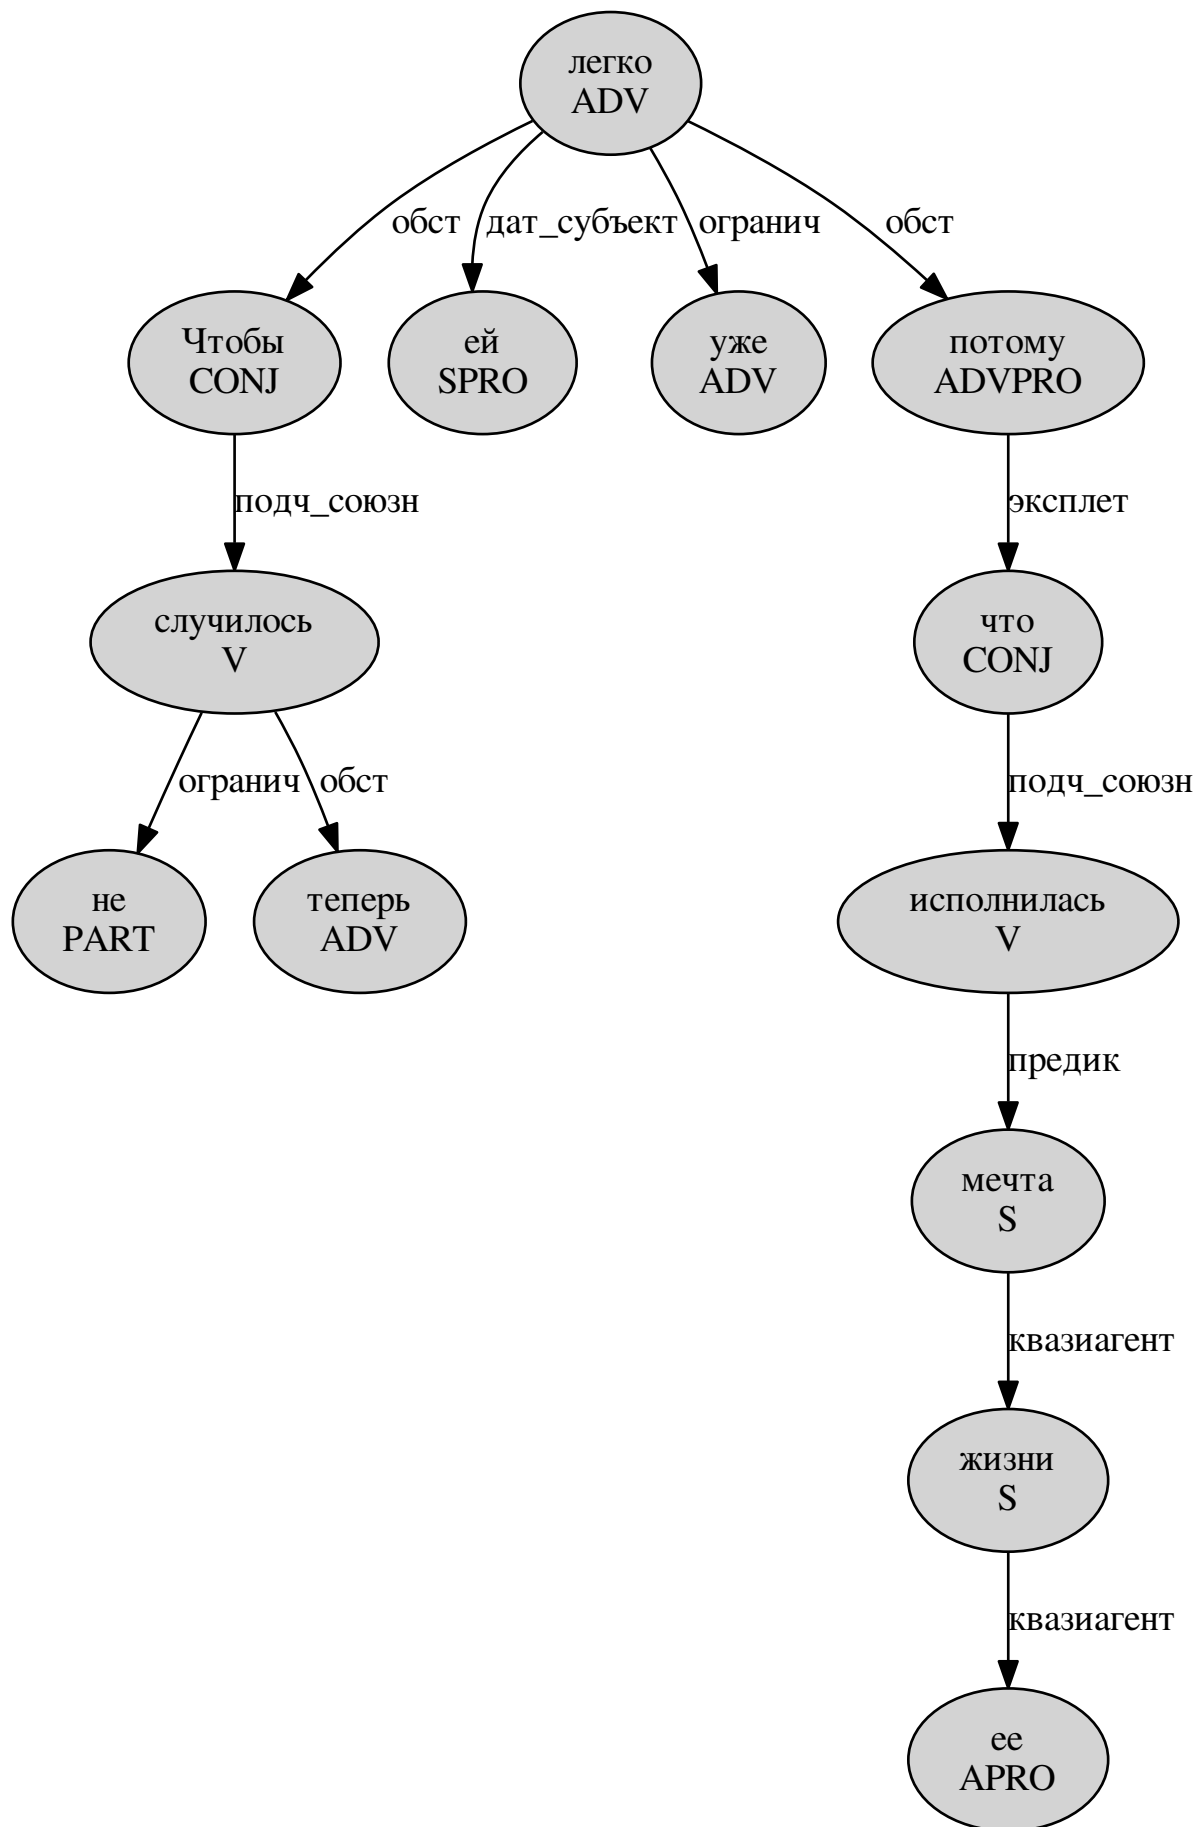 легко
ADV
обст
дат_субъект
огранич
обст
Чтобы
CONJ
ей
SPRO
уже
ADV
потому
ADVPRO
подч_союзн
эксплет
случилось
V
что
CONJ
огранич
обст
подч_союзн
не
PART
теперь
ADV
исполнилась
V
предик
мечта
S
квазиагент
жизни
S
квазиагент
ее
APRO